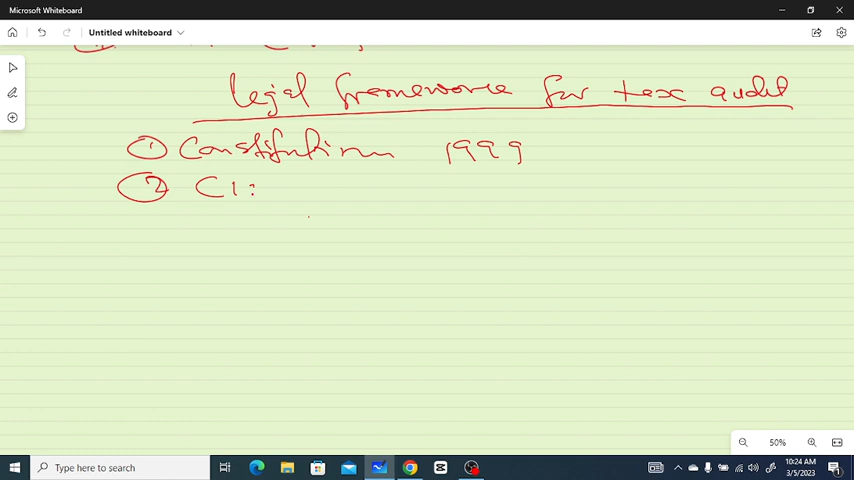 Microsoft Whiteboard
Untitled whiteboard
legal framework for tax audit
① Constitution 1999
② CI:
50%
Type here to search
10:24 AM
3/5/2023